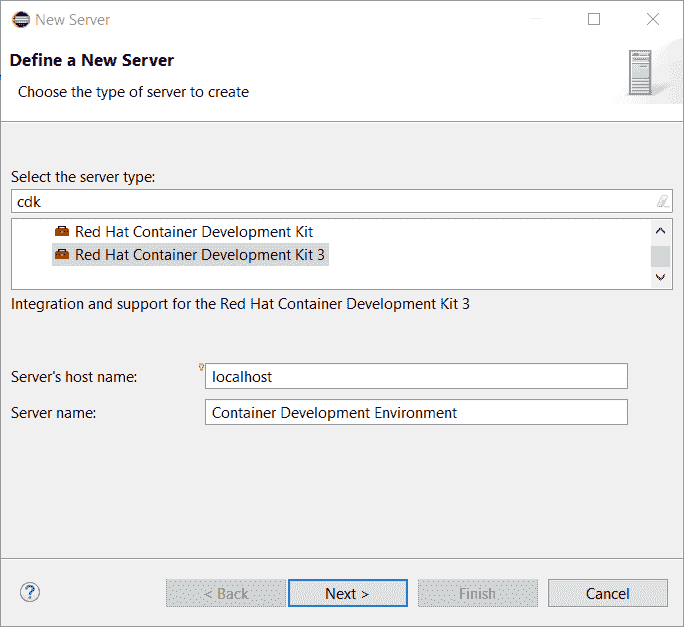 New Server
Define a New Server
Choose the type of server to create
Select the server type:
cdk
Red Hat Container Development Kit
Red Hat Container Development Kit 3
Integration and support for the Red Hat Container Development Kit 3
Server's host name: localhost
Server name: Container Development Environment
? < Back Next > Finish Cancel